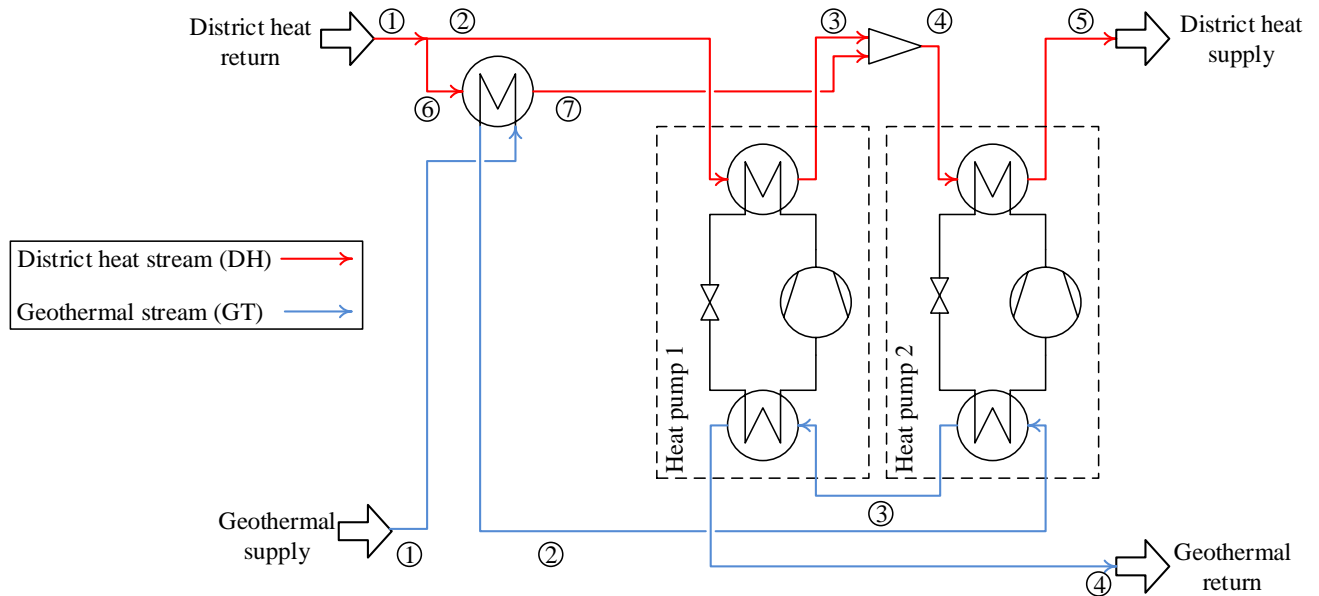 District heat
return
①
②
③
④
⑤
District heat
supply
⑥
⑦
District heat stream (DH)
Geothermal stream (GT)
Heat pump 1
Heat pump 2
Geothermal
supply
①
②
③
④
Geothermal
return